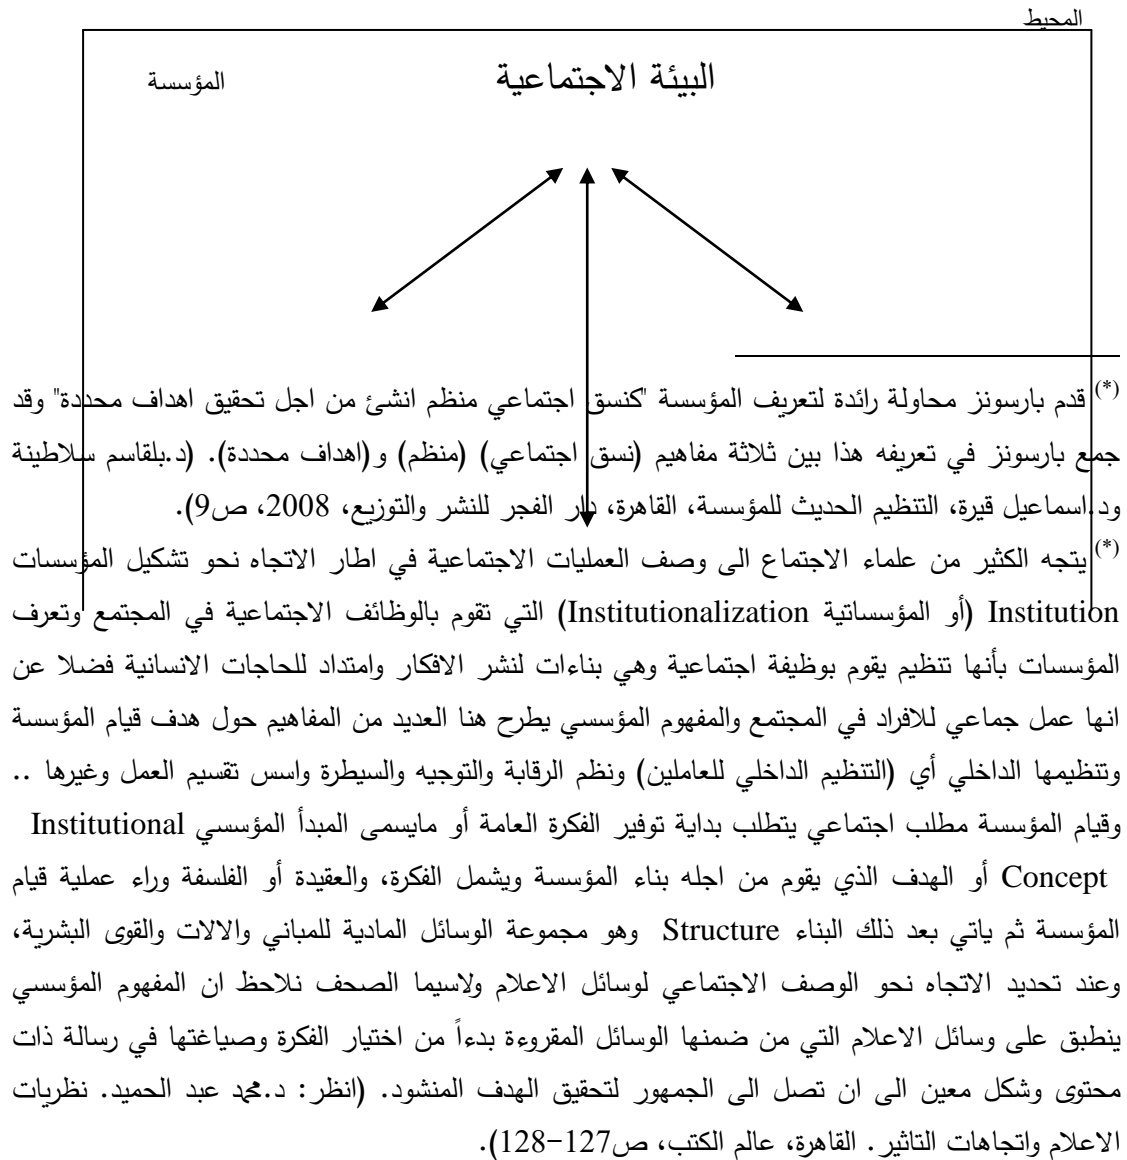 المحيط
البيئة الاجتماعية
المؤسسة
(*) قدم بارسونز محاولة رائدة لتعريف المؤسسة "كنسق اجتماعي منظم انشئ من اجل تحقيق اهداف محددة" وقد
جمع بارسونز في تعريفه هذا بين ثلاثة مفاهيم (نسق اجتماعي) (منظم) و(اهداف محددة). (د.بلقاسم سلاطينة
ود.اسماعيل قيرة، التنظيم الحديث للمؤسسة، القاهرة، دار الفجر للنشر والتوزيع، 2008، ص9).
(*) يتجه الكثير من علماء الاجتماع الى وصف العمليات الاجتماعية في اطار الاتجاه نحو تشكيل المؤسسات
Institution (أو المؤسساتية Institutionalization) التي تقوم بالوظائف الاجتماعية في المجتمع وتعرف
المؤسسات بأنها تنظيم يقوم بوظيفة اجتماعية وهي بناءات لنشر الافكار وامتداد للحاجات الانسانية فضلا عن
انها عمل جماعي للافراد في المجتمع والمفهوم المؤسسي يطرح هنا العديد من المفاهيم حول هدف قيام المؤسسة
وتنظيمها الداخلي أي (التنظيم الداخلي للعاملين) ونظم الرقابة والتوجيه والسيطرة واسس تقسيم العمل وغيرها ..
وقيام المؤسسة مطلب اجتماعي يتطلب بداية توفير الفكرة العامة أو مايسمى المبدأ المؤسسي Institutional
Concept أو الهدف الذي يقوم من اجله بناء المؤسسة ويشمل الفكرة، والعقيدة أو الفلسفة وراء عملية قيام
المؤسسة ثم ياتي بعد ذلك البناء Structure وهو مجموعة الوسائل المادية للمباني والالات والقوى البشرية،
وعند تحديد الاتجاه نحو الوصف الاجتماعي لوسائل الاعلام ولاسيما الصحف نلاحظ ان المفهوم المؤسسي
ينطبق على وسائل الاعلام التي من ضمنها الوسائل المقروءة بدءاً من اختيار الفكرة وصياغتها في رسالة ذات
محتوى وشكل معين الى ان تصل الى الجمهور لتحقيق الهدف المنشود. (انظر: د.محمد عبد الحميد. نظريات
الاعلام واتجاهات التاثير. القاهرة، عالم الكتب، ص127-128).